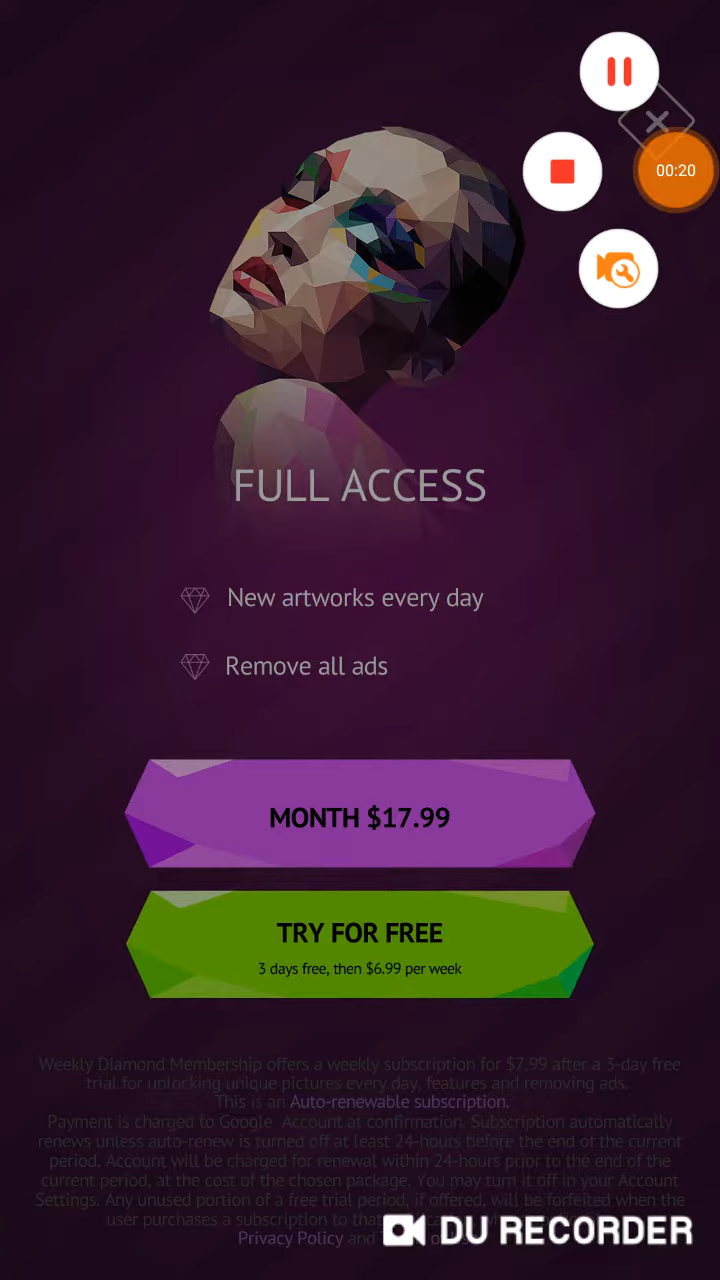 00:20
FULL ACCESS
New artworks every day
Remove all ads
MONTH $17.99
TRY FOR FREE
3 days free, then $6.99 per week
Weekly Diamond Membership offers a weekly subscription for $7.99 after a 3-day free
trial for unlocking unique pictures every day, features and removing ads.
This is an Auto-renewable subscription.
Payment is charged to Google Account at confirmation. Subscription automatically
renews unless auto-renew is turned off at least 24-hours before the end of the current
period. Account will be charged for renewal within 24-hours prior to the end of the
current period, at the cost of the chosen package. You may turn it off in your Account
Settings. Any unused portion of a free trial period, if offered, will be forfeited when the
user purchases a subscription to that
Privacy Policy and
DU RECORDER